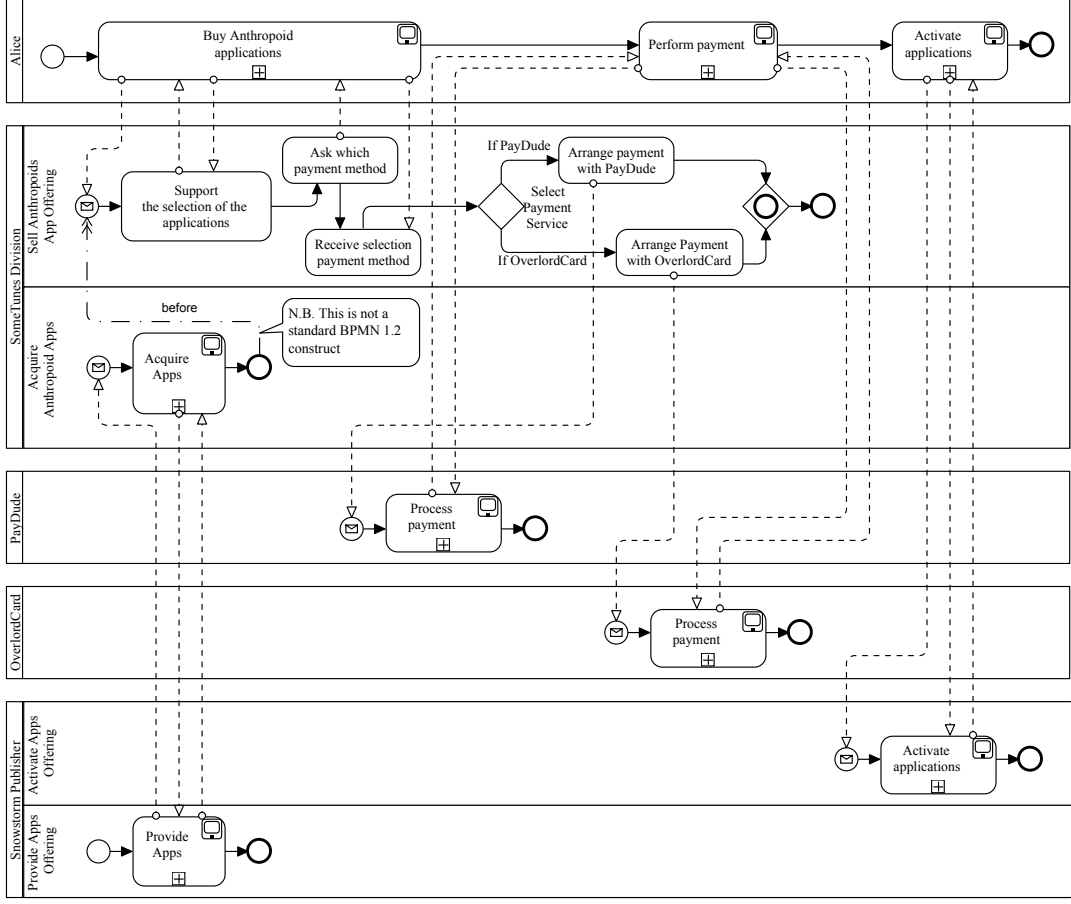 Alice
Buy Anthropoid
applications
Perform payment
Activate
applications
SomeTunes Division
Sell Anthropoids
App Offering
Support
the selection of the
applications
Ask which
payment method
Receive selection
payment method
If PayDude
Select
Payment
Service
If OverlordCard
Arrange payment
with PayDude
Arrange Payment
with OverlordCard
Acquire
Anthropoid Apps
before
N.B. This is not a
standard BPMN 1.2
construct
Acquire
Apps
PayDude
Process
payment
OverlordCard
Process
payment
Snowstorm Publisher
Activate Apps
Offering
Activate
applications
Provide Apps
Offering
Provide
Apps